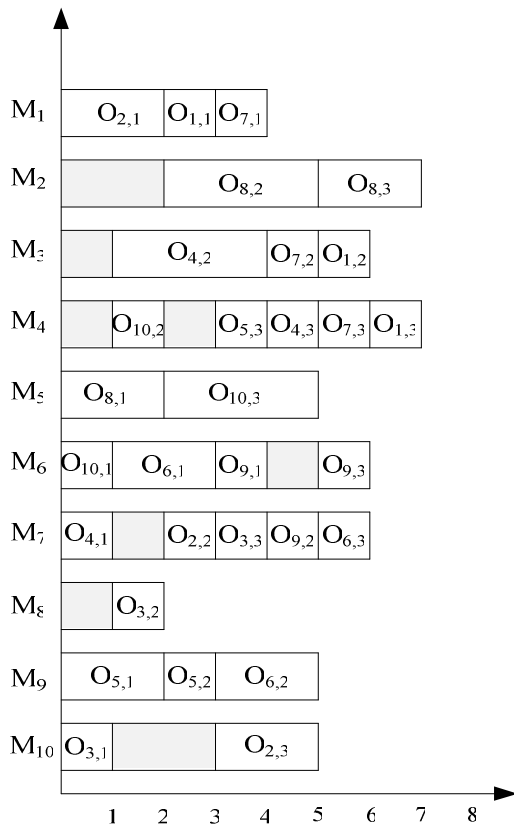 M₁ O₂,₁ O₁,₁ O₇,₁
M₂ O₈,₂ O₈,₃
M₃ O₄,₂ O₇,₂ O₁,₂
M₄ O₁₀,₂ O₅,₃ O₄,₃ O₇,₃ O₁,₃
M₅ O₈,₁ O₁₀,₃
M₆ O₁₀,₁ O₆,₁ O₉,₁ O₉,₃
M₇ O₄,₁ O₂,₂ O₃,₃ O₉,₂ O₆,₃
M₈ O₃,₂
M₉ O₅,₁ O₅,₂ O₆,₂
M₁₀ O₃,₁ O₂,₃
1 2 3 4 5 6 7 8